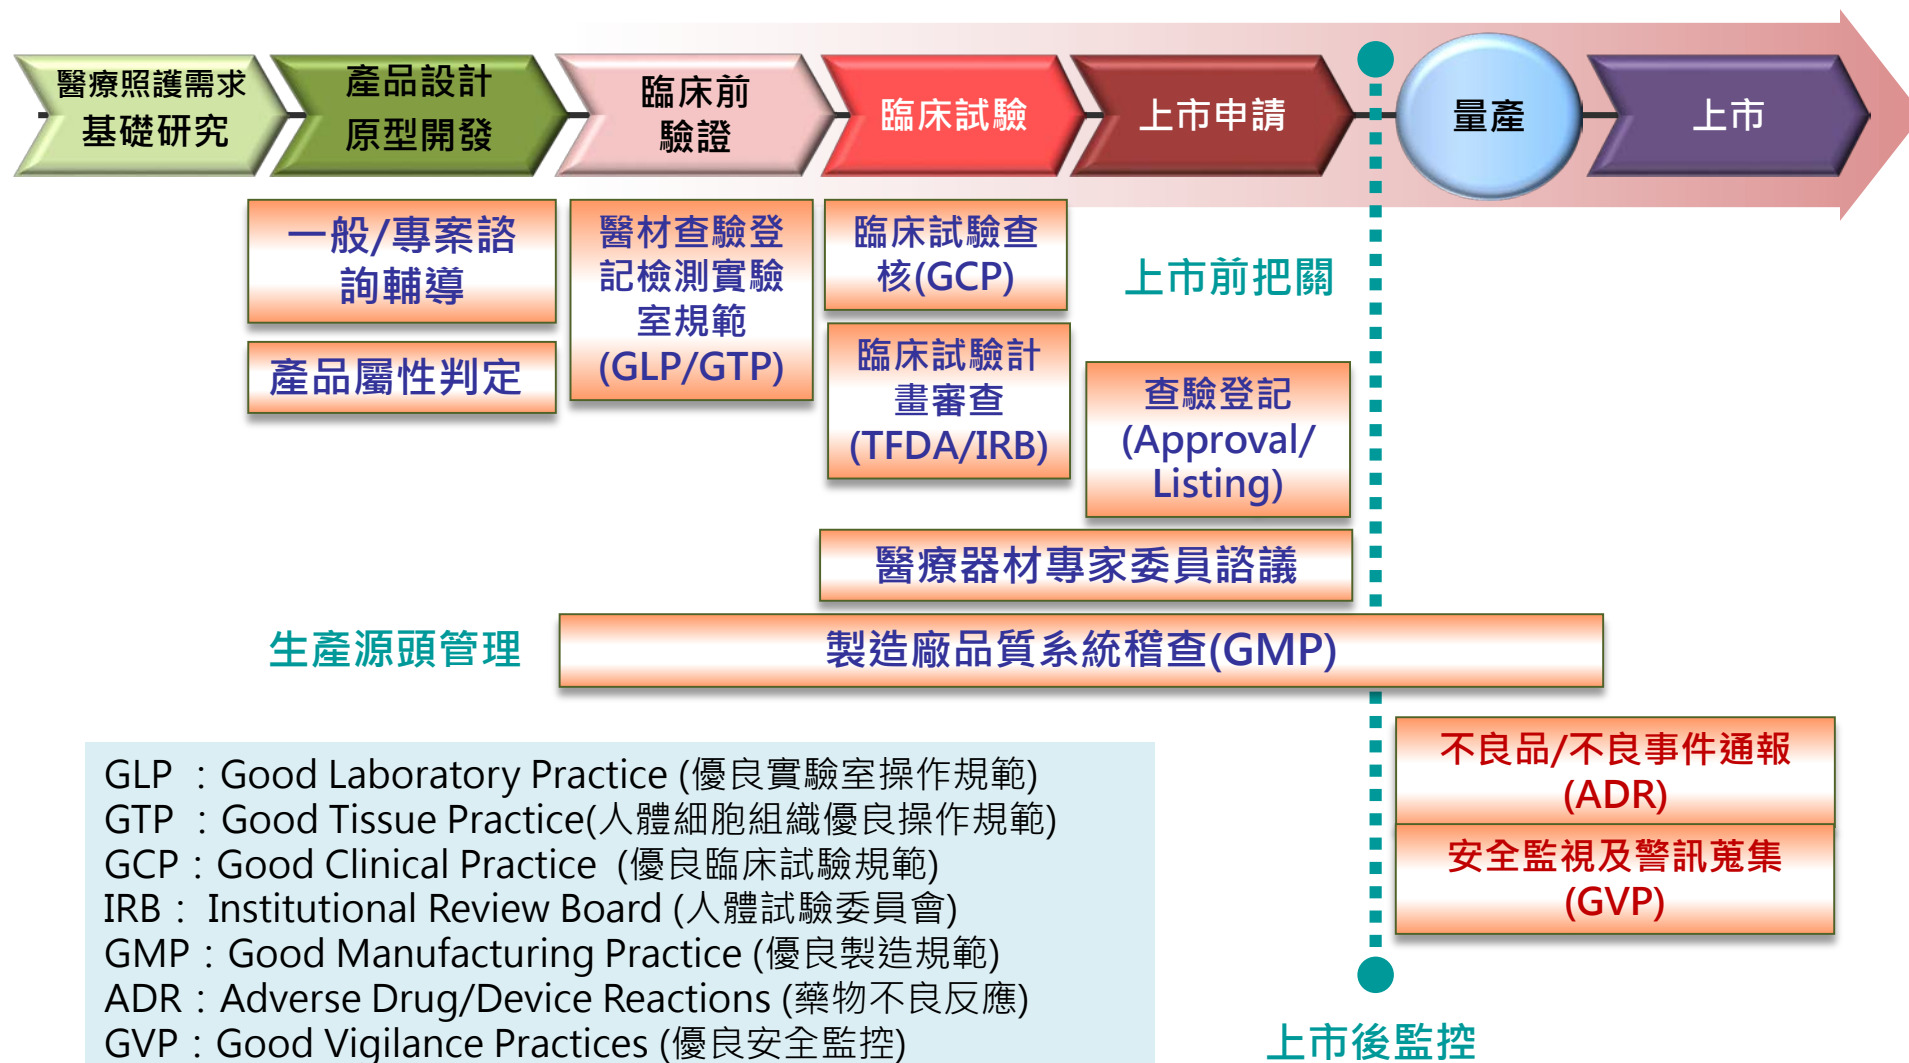 醫療照護需求
基礎研究
產品設計
原型開發
臨床前
驗證
臨床試驗
上市申請
量產
上市
一般/專案諮
詢輔導
產品屬性判定
醫材查驗登
記檢測實驗
室規範
(GLP/GTP)
臨床試驗查
核(GCP)
臨床試驗計
畫審查
(TFDA/IRB)
上市前把關
查驗登記
(Approval/
Listing)
醫療器材專家委員諮議
生產源頭管理
製造廠品質系統稽查(GMP)
不良品/不良事件通報
(ADR)
安全監視及警訊蒐集
(GVP)
GLP ：Good Laboratory Practice (優良實驗室操作規範)
GTP ：Good Tissue Practice(人體細胞組織優良操作規範)
GCP：Good Clinical Practice (優良臨床試驗規範)
IRB： Institutional Review Board (人體試驗委員會)
GMP：Good Manufacturing Practice (優良製造規範)
ADR：Adverse Drug/Device Reactions (藥物不良反應)
GVP：Good Vigilance Practices (優良安全監控)
上市後監控